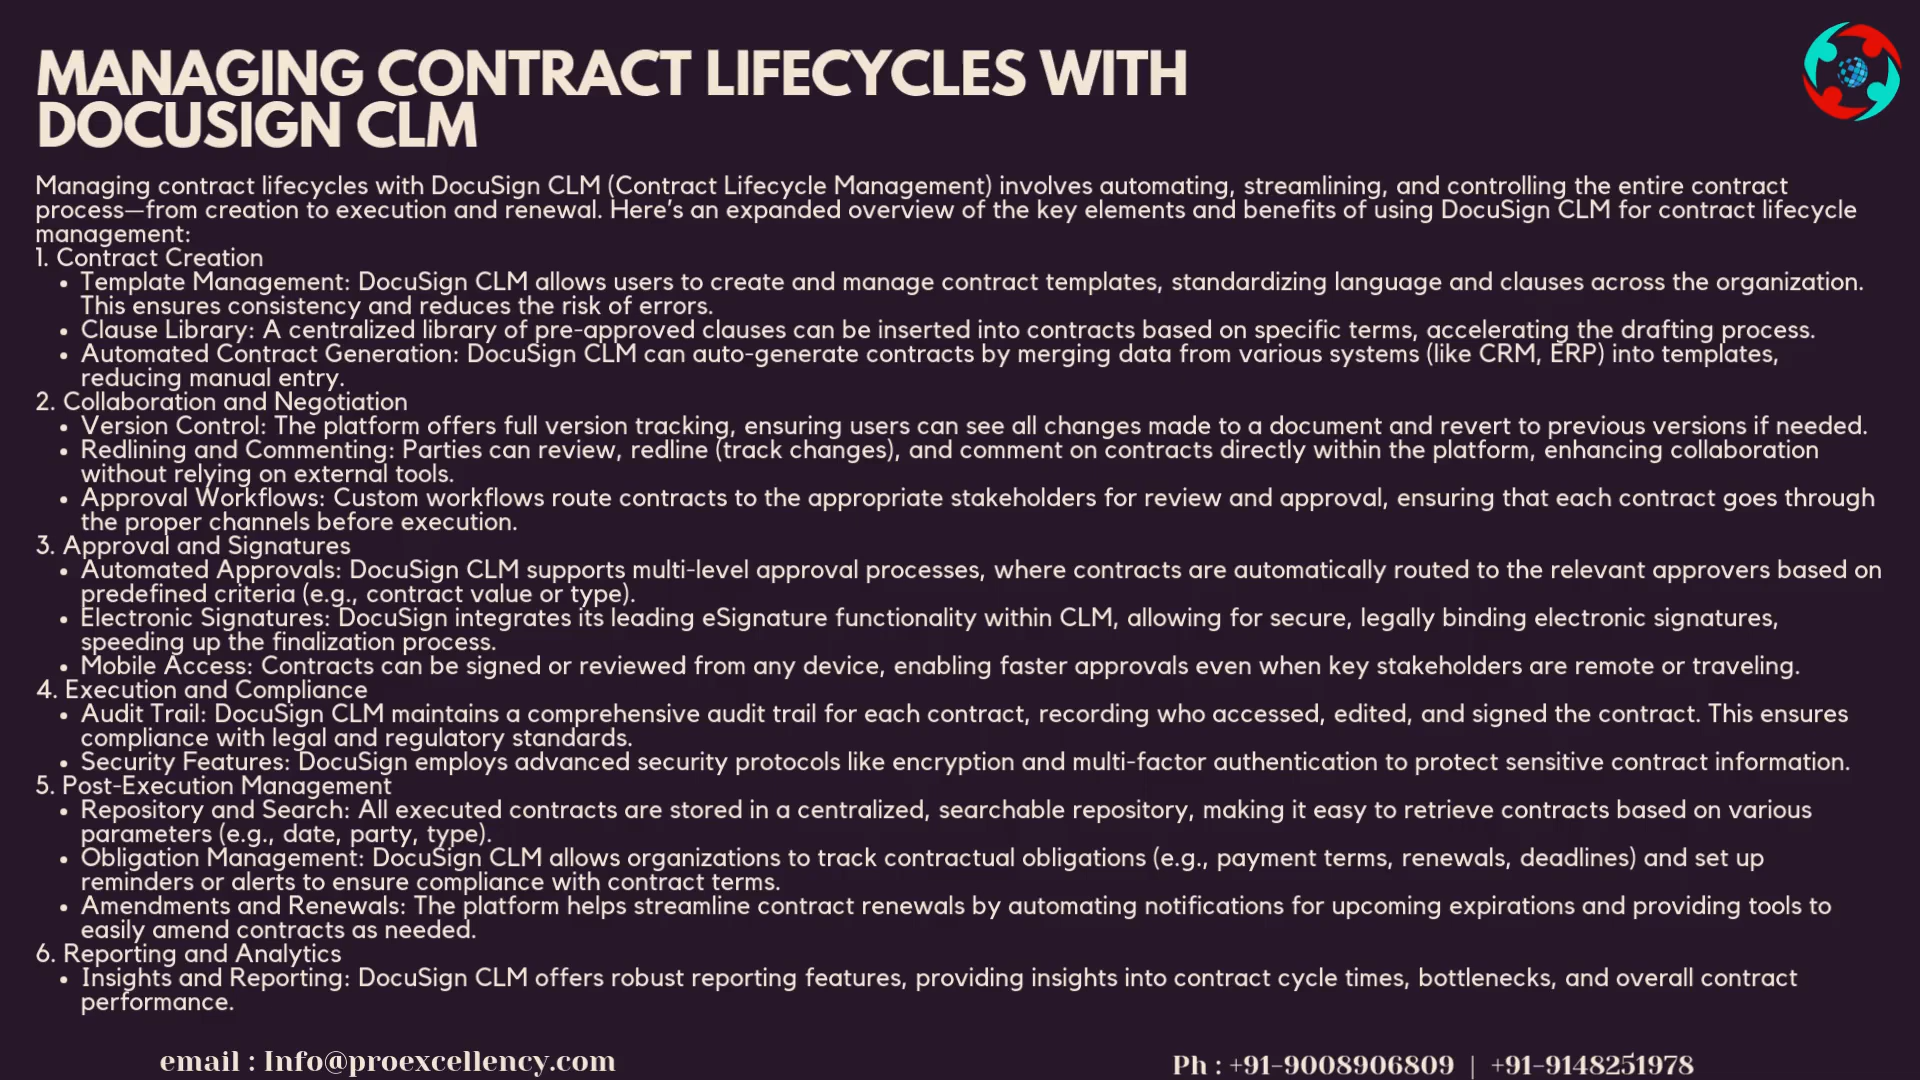 MANAGING CONTRACT LIFECYCLES WITH
DOCUSIGN CLM
Managing contract lifecycles with DocuSign CLM (Contract Lifecycle Management) involves automating, streamlining, and controlling the entire contract
process—from creation to execution and renewal. Here's an expanded overview of the key elements and benefits of using DocuSign CLM for contract lifecycle
management:
1. Contract Creation
• Template Management: DocuSign CLM allows users to create and manage contract templates, standardizing language and clauses across the organization.
This ensures consistency and reduces the risk of errors.
• Clause Library: A centralized library of pre-approved clauses can be inserted into contracts based on specific terms, accelerating the drafting process.
• Automated Contract Generation: DocuSign CLM can auto-generate contracts by merging data from various systems (like CRM, ERP) into templates,
reducing manual entry.
2. Collaboration and Negotiation
• Version Control: The platform offers full version tracking, ensuring users can see all changes made to a document and revert to previous versions if needed.
• Redlining and Commenting: Parties can review, redline (track changes), and comment on contracts directly within the platform, enhancing collaboration
without relying on external tools.
• Approval Workflows: Custom workflows route contracts to the appropriate stakeholders for review and approval, ensuring that each contract goes through
the proper channels before execution.
3. Approval and Signatures
• Automated Approvals: DocuSign CLM supports multi-level approval processes, where contracts are automatically routed to the relevant approvers based on
predefined criteria (e.g., contract value or type).
• Electronic Signatures: DocuSign integrates its leading eSignature functionality within CLM, allowing for secure, legally binding electronic signatures,
speeding up the finalization process.
• Mobile Access: Contracts can be signed or reviewed from any device, enabling faster approvals even when key stakeholders are remote or traveling.
4. Execution and Compliance
• Audit Trail: DocuSign CLM maintains a comprehensive audit trail for each contract, recording who accessed, edited, and signed the contract. This ensures
compliance with legal and regulatory standards.
• Security Features: DocuSign employs advanced security protocols like encryption and multi-factor authentication to protect sensitive contract information.
5. Post-Execution Management
• Repository and Search: All executed contracts are stored in a centralized, searchable repository, making it easy to retrieve contracts based on various
parameters (e.g., date, party, type).
• Obligation Management: DocuSign CLM allows organizations to track contractual obligations (e.g., payment terms, renewals, deadlines) and set up
reminders or alerts to ensure compliance with contract terms.
• Amendments and Renewals: The platform helps streamline contract renewals by automating notifications for upcoming expirations and providing tools to
easily amend contracts as needed.
6. Reporting and Analytics
• Insights and Reporting: DocuSign CLM offers robust reporting features, providing insights into contract cycle times, bottlenecks, and overall contract
performance.
email : Info@proexcellency.com
Ph : +91-9008906809 | +91-9148251978